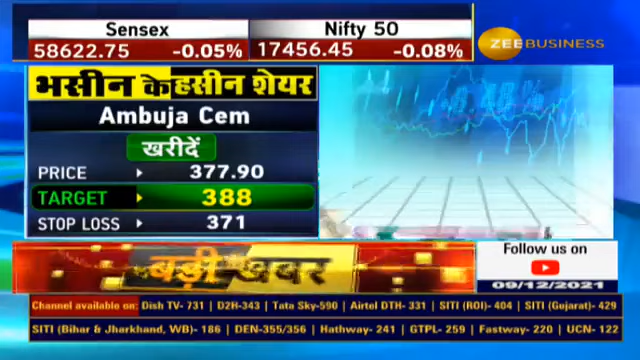 Sensex
58622.75 -0.05%
Nifty 50
17456.45 -0.08%
ZEE BUSINESS
भसीन के हसीन शेयर
Ambuja Cem
खरीदें
PRICE 377.90
TARGET 388
STOP LOSS 371
बड़ी खबर
Follow us on
09/12/2021
Channel available on: Dish TV- 731 | D2H-343 | Tata Sky-590 | Airtel DTH- 331 | SITI (ROI)- 404 | SITI (Gujarat)- 429
SITI (Bihar & Jharkhand, WB)- 186 | DEN-355/356 | Hathway- 241 | GTPL- 259 | Fastway- 220 | UCN- 122